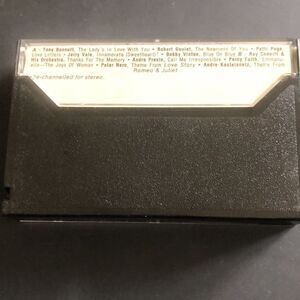 A - Tony Bennett, The Lady's In Love With You • Robert Goulet, The Nearness Of You • Patti Page
Love Letters • Jerry Vale, Innamorata (Sweetheart)* • Bobby Vinton, Blue On Blue B - Ray Conniff &
His Orchestra, Thanks For The Memory • Andre Previn, Call Me Irresponsible • Percy Faith, Emmanu-
elle—The Joys Of Woman • Peter Nero, Theme From Love Story • Andre Kostelanetz, Theme From
Romeo & Juliet
*Re-channelled for stereo.